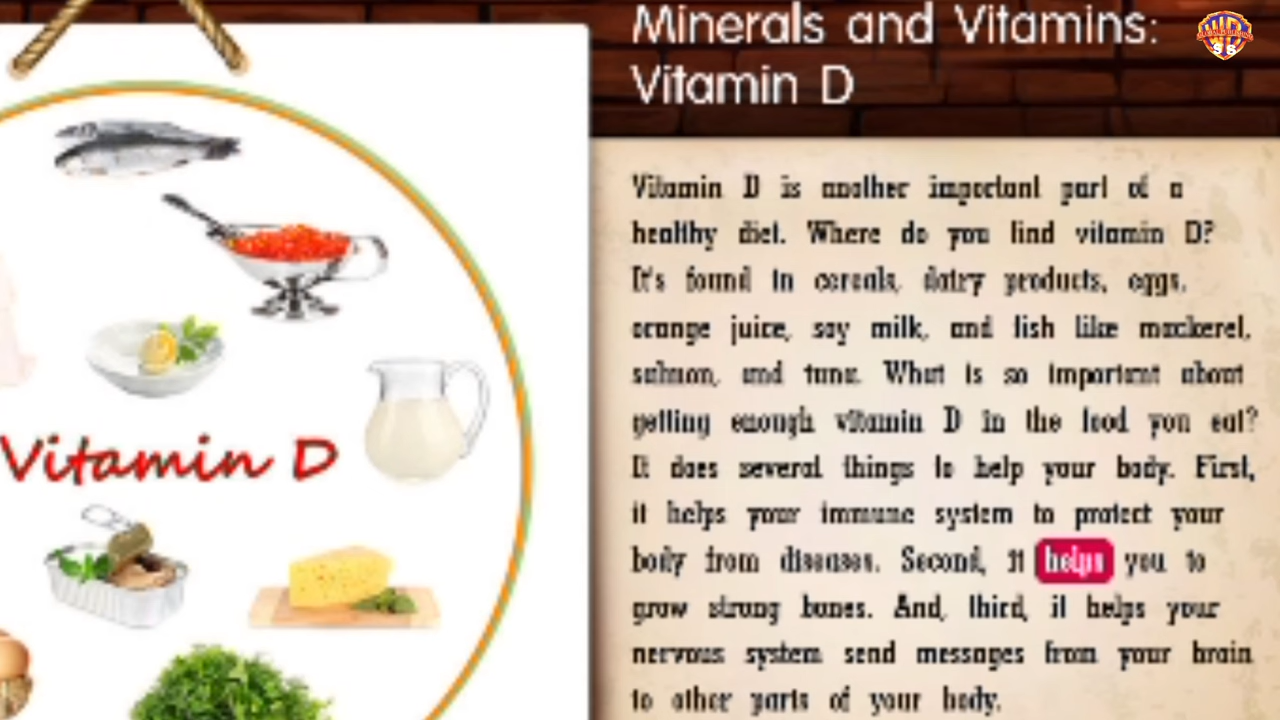 Minerals and Vitamins:
Vitamin D
Vitamin D is another important part of a
healthy diet. Where do you find vitamin D?
It's found in cereals, dairy products, eggs,
orange juice, soy milk, and fish like mackerel,
salmon, and tuna. What is so important about
getting enough vitamin D in the food you eat?
It does several things to help your body. First,
it helps your immune system to protect your
body from diseases. Second, it helps you to
grow strong bones. And, third, it helps your
nervous system send messages from your brain
to other parts of your body.
Vitamin D